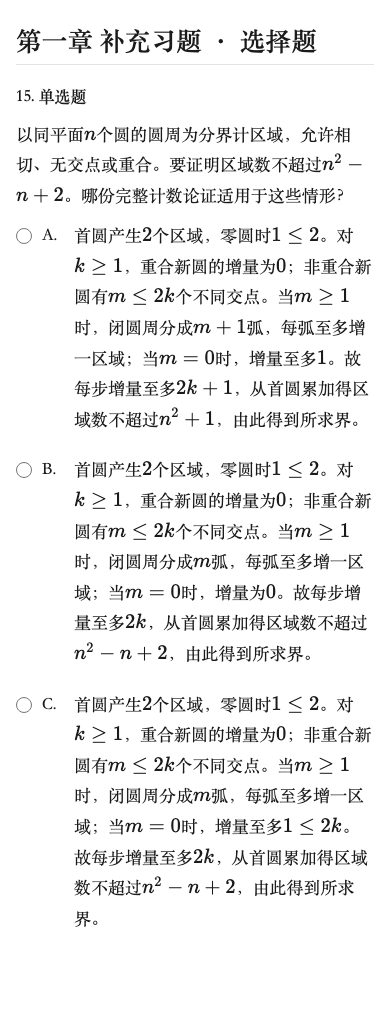 第一章 补充习题 · 选择题
15. 单选题
以同平面n个圆的圆周为分界计区域，允许相
切、无交点或重合。要证明区域数不超过n² −
n + 2。哪份完整计数论证适用于这些情形?
A. 首圆产生2个区域，零圆时1 ≤ 2。对
k ≥ 1，重合新圆的增量为0；非重合新
圆有m ≤ 2k个不同交点。当m ≥ 1
时，闭圆周分成m + 1弧，每弧至多增
一区域；当m = 0时，增量至多1。故
每步增量至多2k + 1，从首圆累加得区
域数不超过n² + 1，由此得到所求界。
B. 首圆产生2个区域，零圆时1 ≤ 2。对
k ≥ 1，重合新圆的增量为0；非重合新
圆有m ≤ 2k个不同交点。当m ≥ 1
时，闭圆周分成m弧，每弧至多增一区
域；当m = 0时，增量为0。故每步增
量至多2k，从首圆累加得区域数不超过
n² − n + 2，由此得到所求界。
C. 首圆产生2个区域，零圆时1 ≤ 2。对
k ≥ 1，重合新圆的增量为0；非重合新
圆有m ≤ 2k个不同交点。当m ≥ 1
时，闭圆周分成m弧，每弧至多增一区
域；当m = 0时，增量至多1 ≤ 2k。
故每步增量至多2k，从首圆累加得区域
数不超过n² − n + 2，由此得到所求
界。